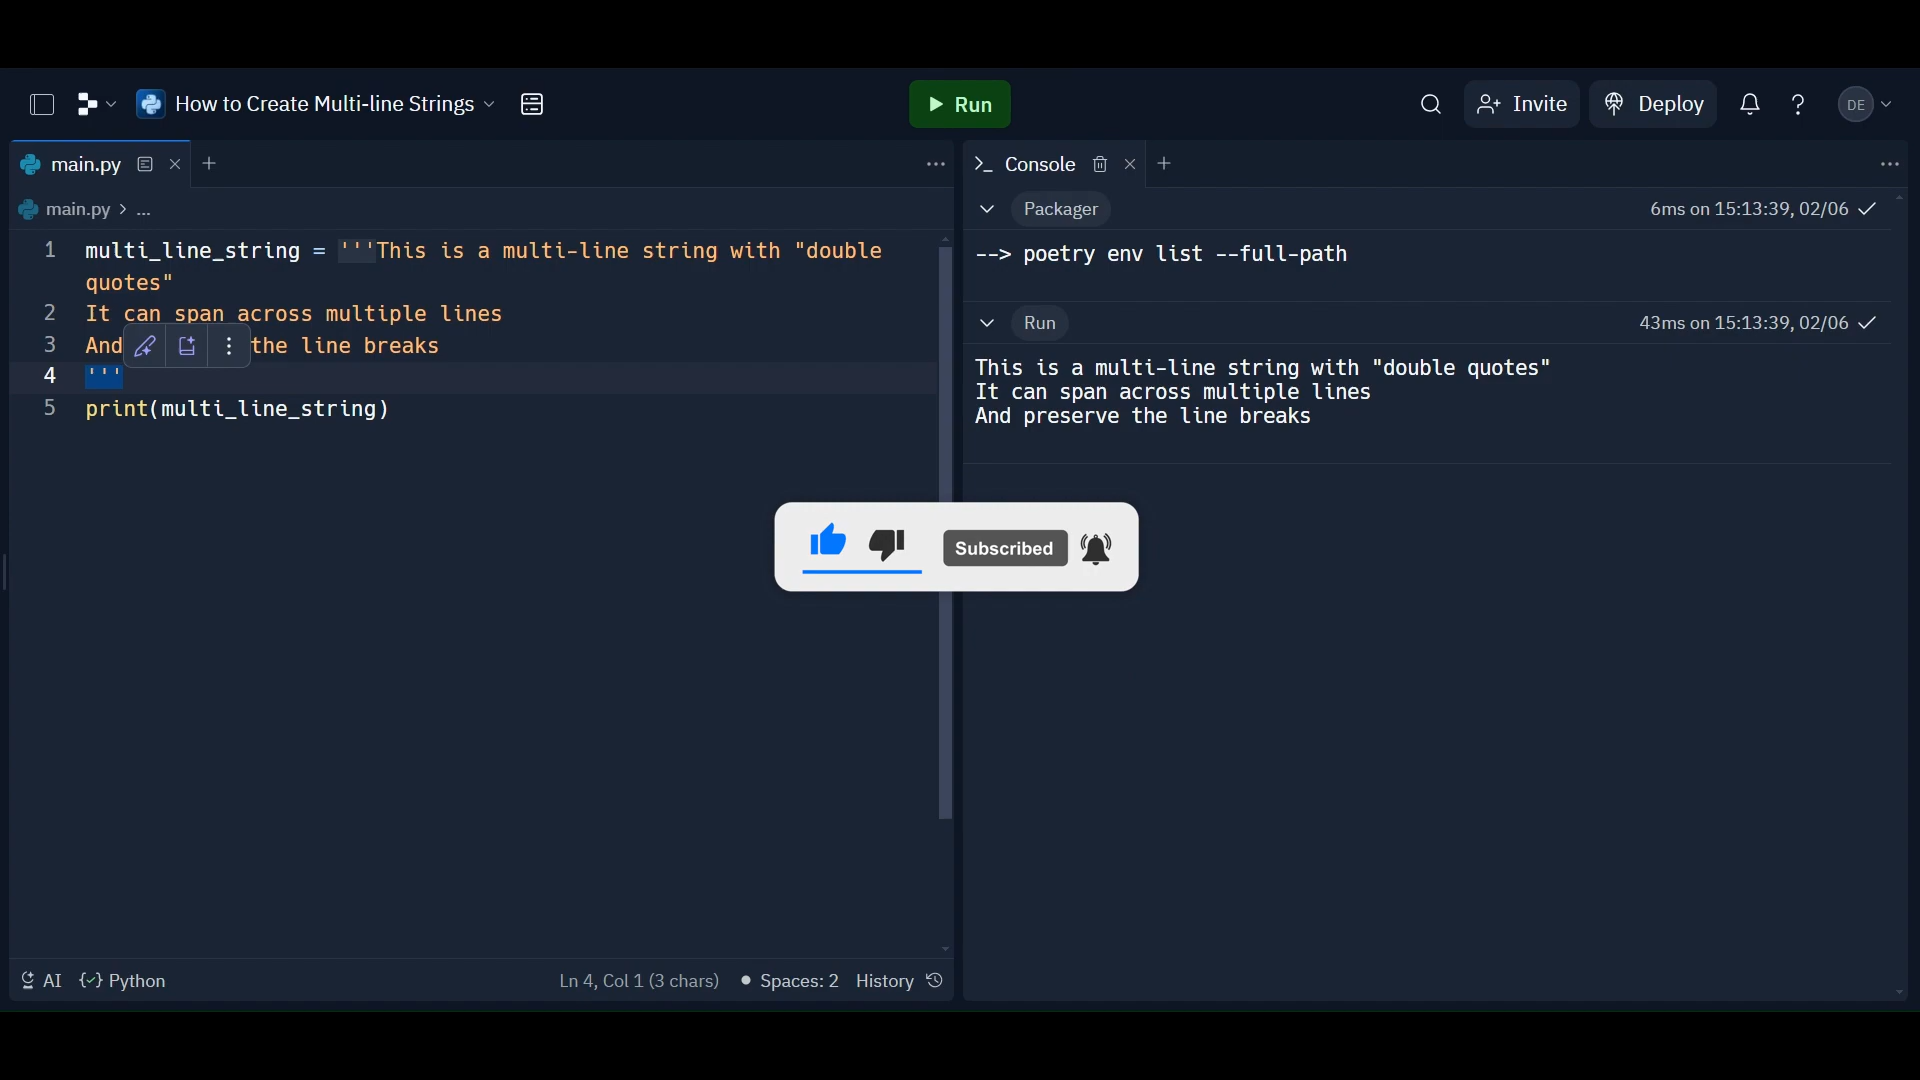 How to Create Multi-line Strings
Run
Invite
Deploy
DE
main.py
Console
main.py > ...
Packager
6ms on 15:13:39, 02/06
1 multi_line_string = '''This is a multi-line string with "double
quotes"
2 It can span across multiple lines
3 And the line breaks
4 '''
5 print(multi_line_string)
--> poetry env list --full-path
Run
43ms on 15:13:39, 02/06
This is a multi-line string with "double quotes"
It can span across multiple lines
And preserve the line breaks
Subscribed
AI
Python
Ln 4, Col 1 (3 chars)
Spaces: 2
History